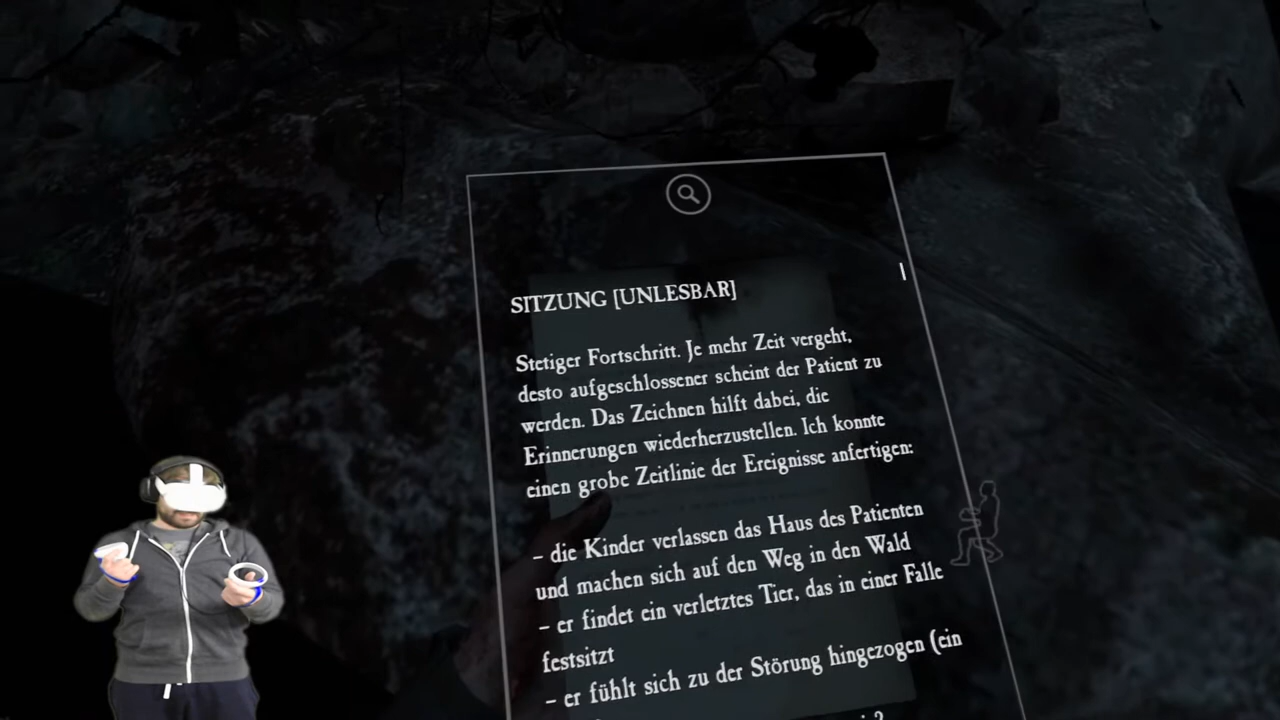 SITZUNG [UNLESBAR]
Stetiger Fortschritt. Je mehr Zeit vergeht,
desto aufgeschlossener scheint der Patient zu
werden. Das Zeichnen hilft dabei, die
Erinnerungen wiederherzustellen. Ich konnte
einen grobe Zeitlinie der Ereignisse anfertigen:
- die Kinder verlassen das Haus des Patienten
und machen sich auf den Weg in den Wald
- er findet ein verletztes Tier, das in einer Falle
festsitzt
- er fühlt sich zu der Störung hingezogen (ein